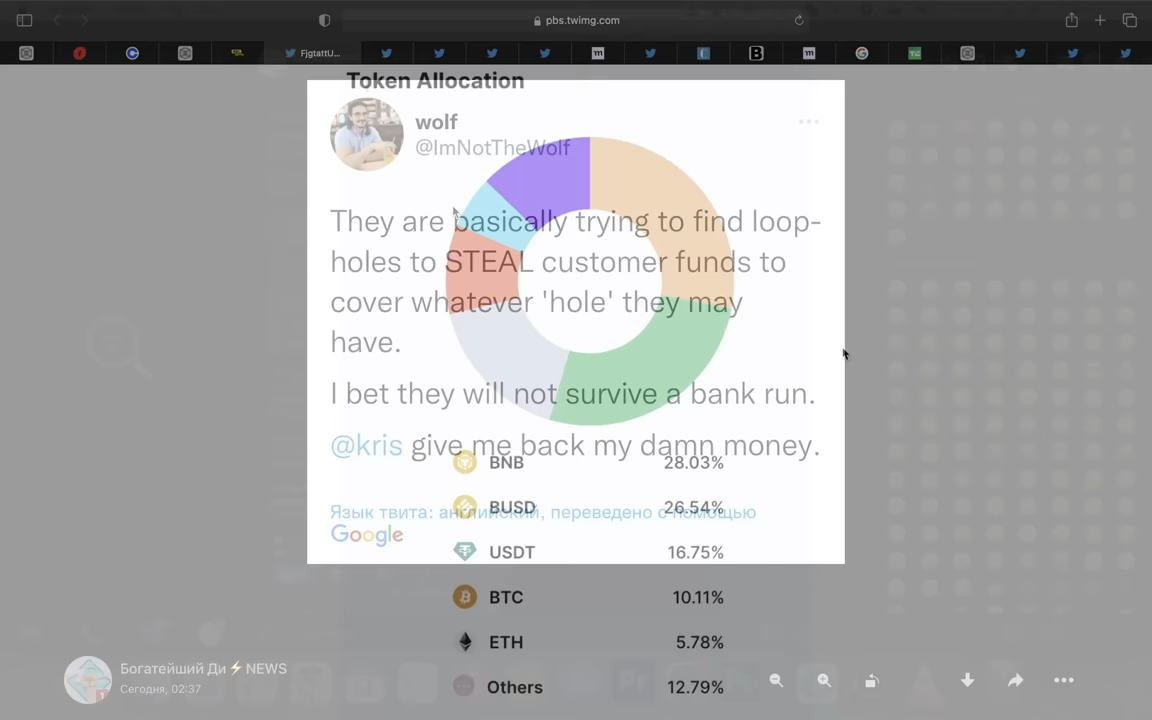 pbs.twimg.com
FjgtattU...
Token Allocation
wolf
@ImNotTheWolf
They are basically trying to find loop-
holes to STEAL customer funds to
cover whatever 'hole' they may
have.
I bet they will not survive a bank run.
@kris give me back my damn money.
BNB 28.03%
BUSD 26.54%
Язык твита: английский, переведено с помощью
Google
USDT 16.75%
BTC 10.11%
ETH 5.78%
Others 12.79%
Богатейший Ди⚡NEWS
Сегодня, 02:37